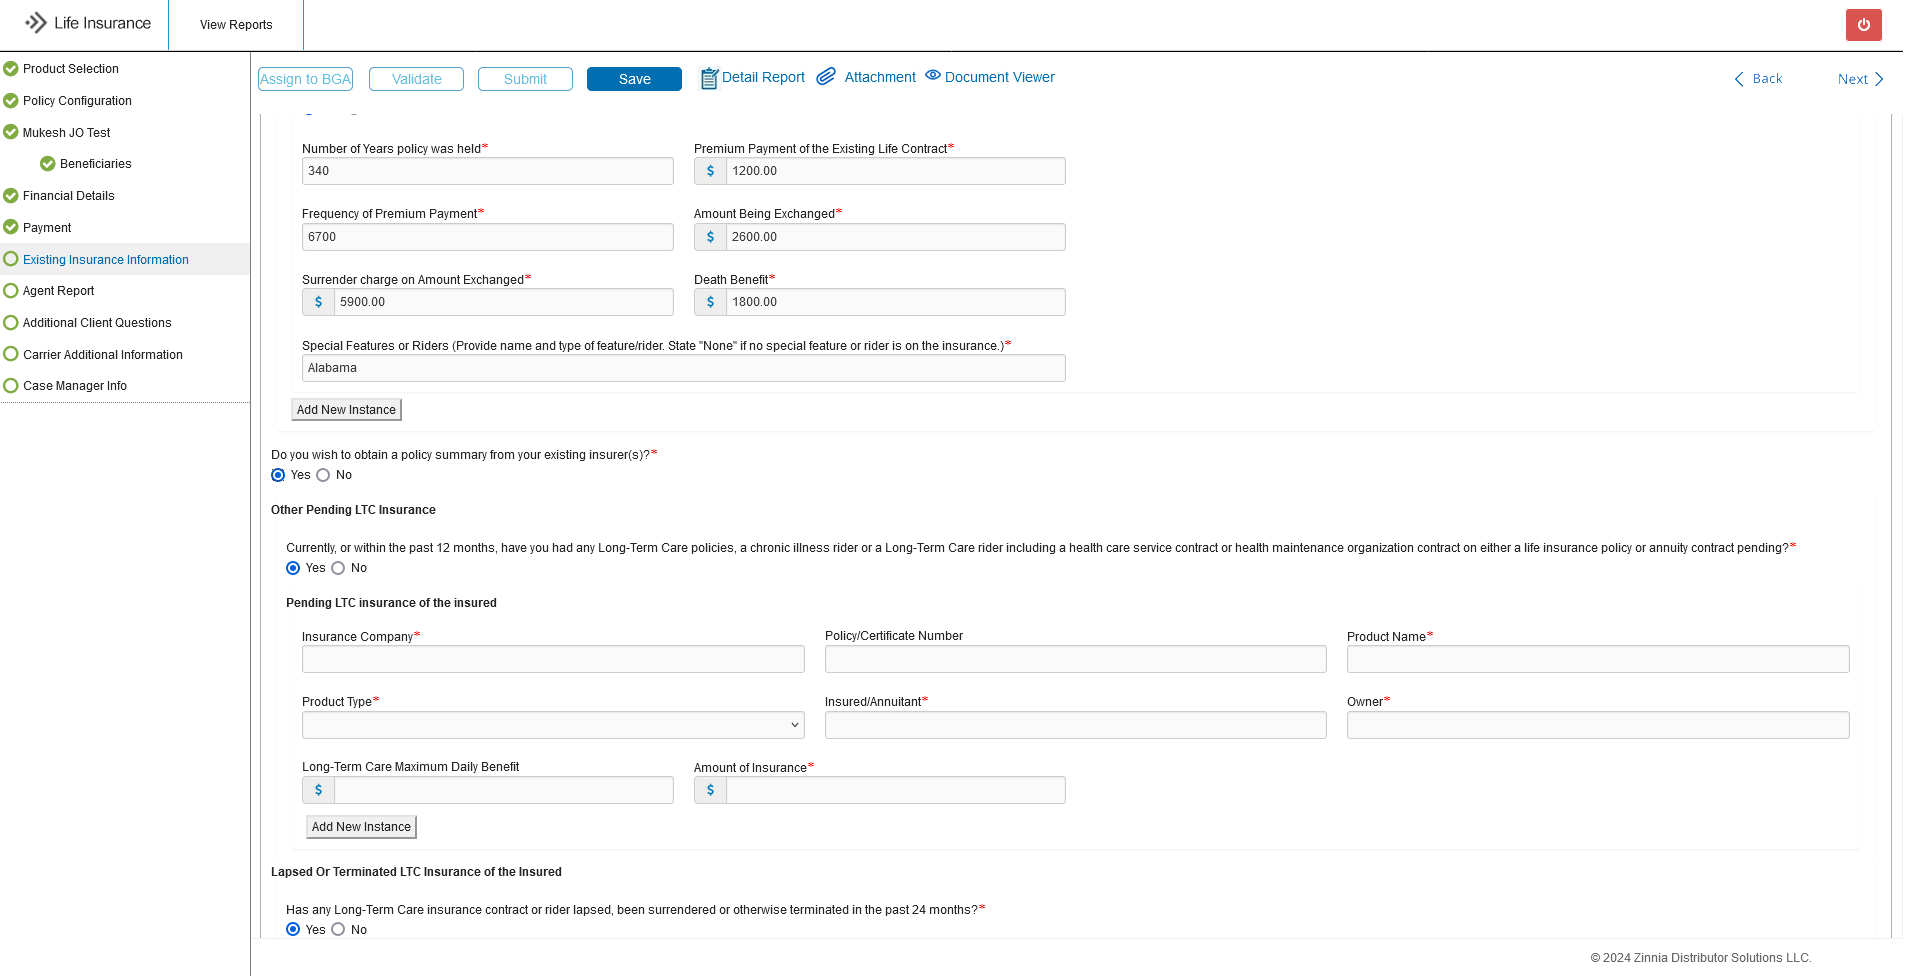 Life Insurance
View Reports
Product Selection
Policy Configuration
Mukesh JO Test
Beneficiaries
Financial Details
Payment
Existing Insurance Information
Agent Report
Additional Client Questions
Carrier Additional Information
Case Manager Info
Assign to BGA Validate Submit Save Detail Report Attachment Document Viewer Back Next
Number of Years policy was held* Premium Payment of the Existing Life Contract*
340 $ 1200.00
Frequency of Premium Payment* Amount Being Exchanged*
6700 $ 2600.00
Surrender charge on Amount Exchanged* Death Benefit*
$ 5900.00 $ 1800.00
Special Features or Riders (Provide name and type of feature/rider. State "None" if no special feature or rider is on the insurance.)*
Alabama
Add New Instance
Do you wish to obtain a policy summary from your existing insurer(s)?*
Yes No
Other Pending LTC Insurance
Currently, or within the past 12 months, have you had any Long-Term Care policies, a chronic illness rider or a Long-Term Care rider including a health care service contract or health maintenance organization contract on either a life insurance policy or annuity contract pending?*
Yes No
Pending LTC insurance of the insured
Insurance Company* Policy/Certificate Number Product Name*
Product Type* Insured/Annuitant* Owner*
Long-Term Care Maximum Daily Benefit Amount of Insurance*
$ $
Add New Instance
Lapsed Or Terminated LTC Insurance of the Insured
Has any Long-Term Care insurance contract or rider lapsed, been surrendered or otherwise terminated in the past 24 months?*
Yes No
© 2024 Zinnia Distributor Solutions LLC.